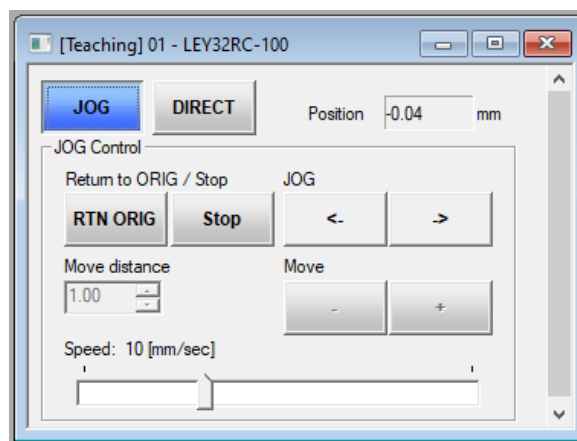 [Teaching] 01 - LEY32RC-100
JOG DIRECT Position -0.04 mm
JOG Control
Return to ORIG / Stop JOG
RTN ORIG Stop <- ->
Move distance Move
1.00 - +
Speed: 10 [mm/sec]